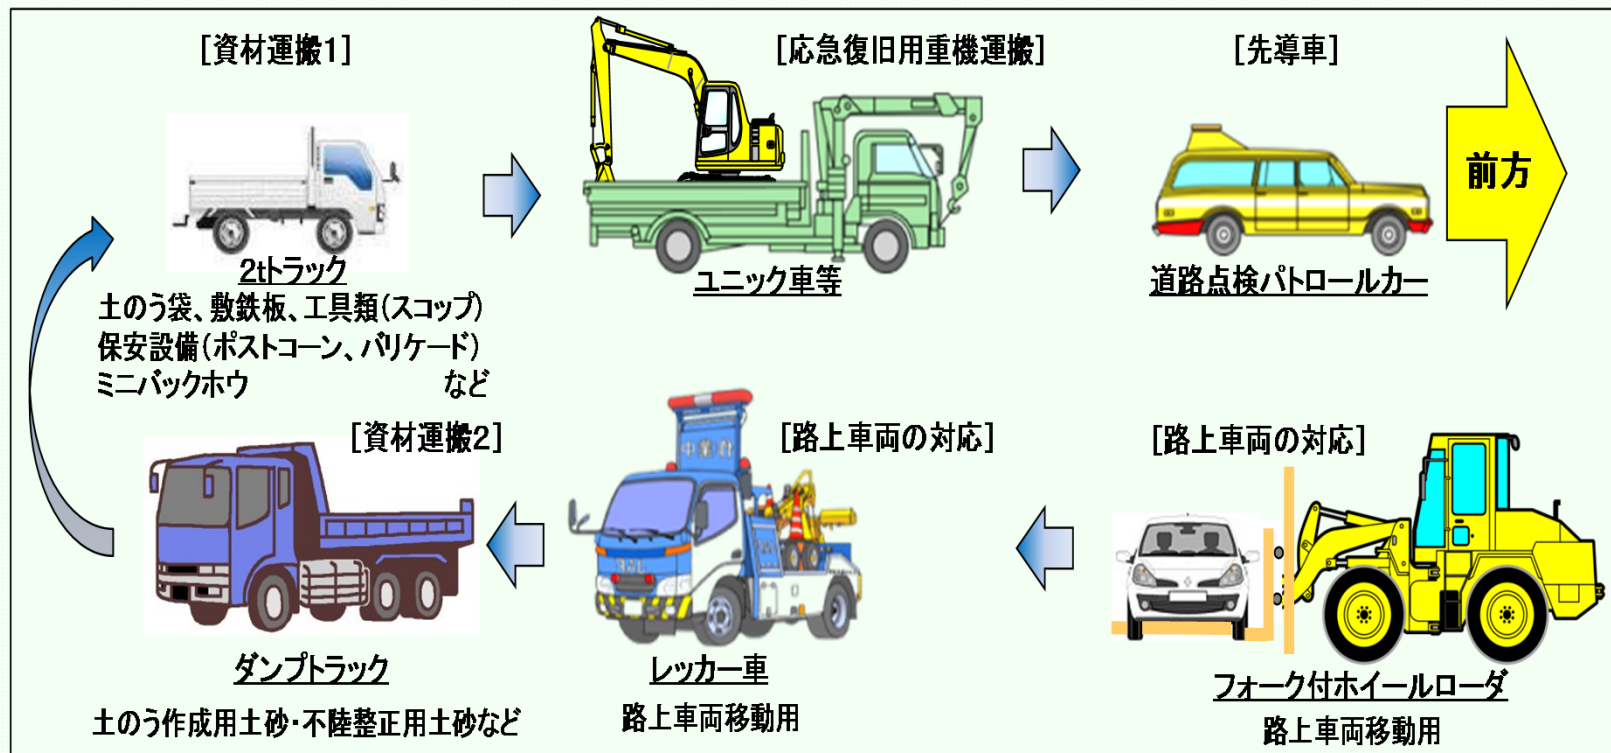 [資材運搬1]
[応急復旧用重機運搬]
[先導車]
前方
2tトラック
土のう袋、敷鉄板、工具類(スコップ)
保安設備(ポストコーン、バリケード)
ミニバックホウ など
ユニック車等
道路点検パトロールカー
[資材運搬2]
[路上車両の対応]
[路上車両の対応]
ダンプトラック
土のう作成用土砂・不陸整正用土砂など
レッカー車
路上車両移動用
フォーク付ホイールローダ
路上車両移動用